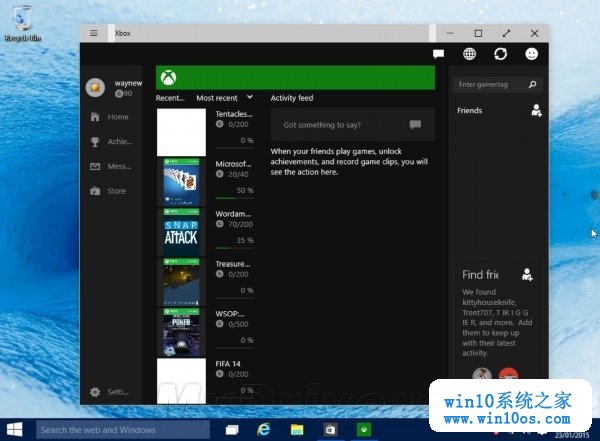 Recycle Bin
Xbox
waynew
G 90
Home
Achie...
Mess...
Store
Setti...
Recent...
Most recent
Tentacles...
G 0/200
0 %
Microsof...
G 20/40
50 %
SNAP
ATTACK
Wordam...
G 70/200
35 %
Treasure...
G 0/200
0 %
POKER
WSOP:...
G 0/500
0 %
FIFA 14
G 0/200
0 %
Activity feed
Got something to say?
When your friends play games, unlock
achievements, and record game clips, you will
see the action here.
Enter gamertag
Friends
Find frie
We found
kittyhouseknife,
Trent707, T IR I G G
IE R, and more. Add
them to keep up
with their latest
activity.
win10系统之家
www.win10os.com
Search the web and Windows
23/01/2015